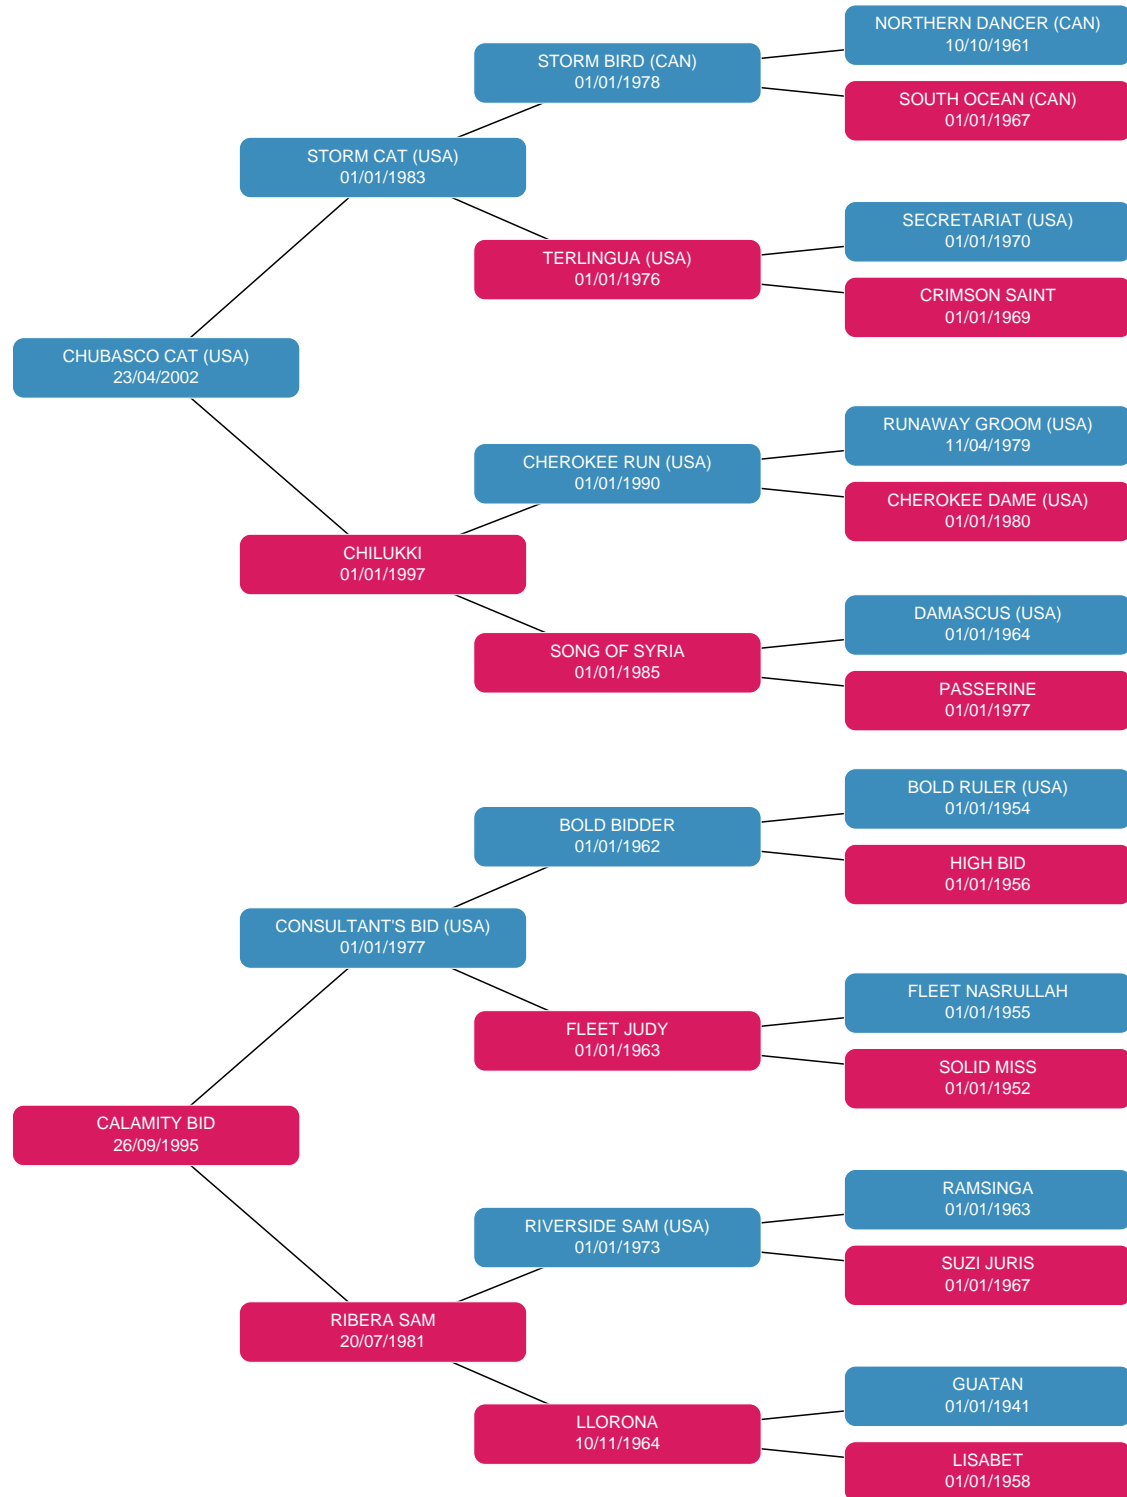 NORTHERN DANCER (CAN)
10/10/1961
STORM BIRD (CAN)
01/01/1978
SOUTH OCEAN (CAN)
01/01/1967
STORM CAT (USA)
01/01/1983
SECRETARIAT (USA)
01/01/1970
TERLINGUA (USA)
01/01/1976
CRIMSON SAINT
01/01/1969
CHUBASCO CAT (USA)
23/04/2002
RUNAWAY GROOM (USA)
11/04/1979
CHEROKEE RUN (USA)
01/01/1990
CHEROKEE DAME (USA)
01/01/1980
CHILUKKI
01/01/1997
DAMASCUS (USA)
01/01/1964
SONG OF SYRIA
01/01/1985
PASSERINE
01/01/1977
BOLD RULER (USA)
01/01/1954
BOLD BIDDER
01/01/1962
HIGH BID
01/01/1956
CONSULTANT'S BID (USA)
01/01/1977
FLEET NASRULLAH
01/01/1955
FLEET JUDY
01/01/1963
SOLID MISS
01/01/1952
CALAMITY BID
26/09/1995
RAMSINGA
01/01/1963
RIVERSIDE SAM (USA)
01/01/1973
SUZI JURIS
01/01/1967
RIBERA SAM
20/07/1981
GUATAN
01/01/1941
LLORONA
10/11/1964
LISABET
01/01/1958